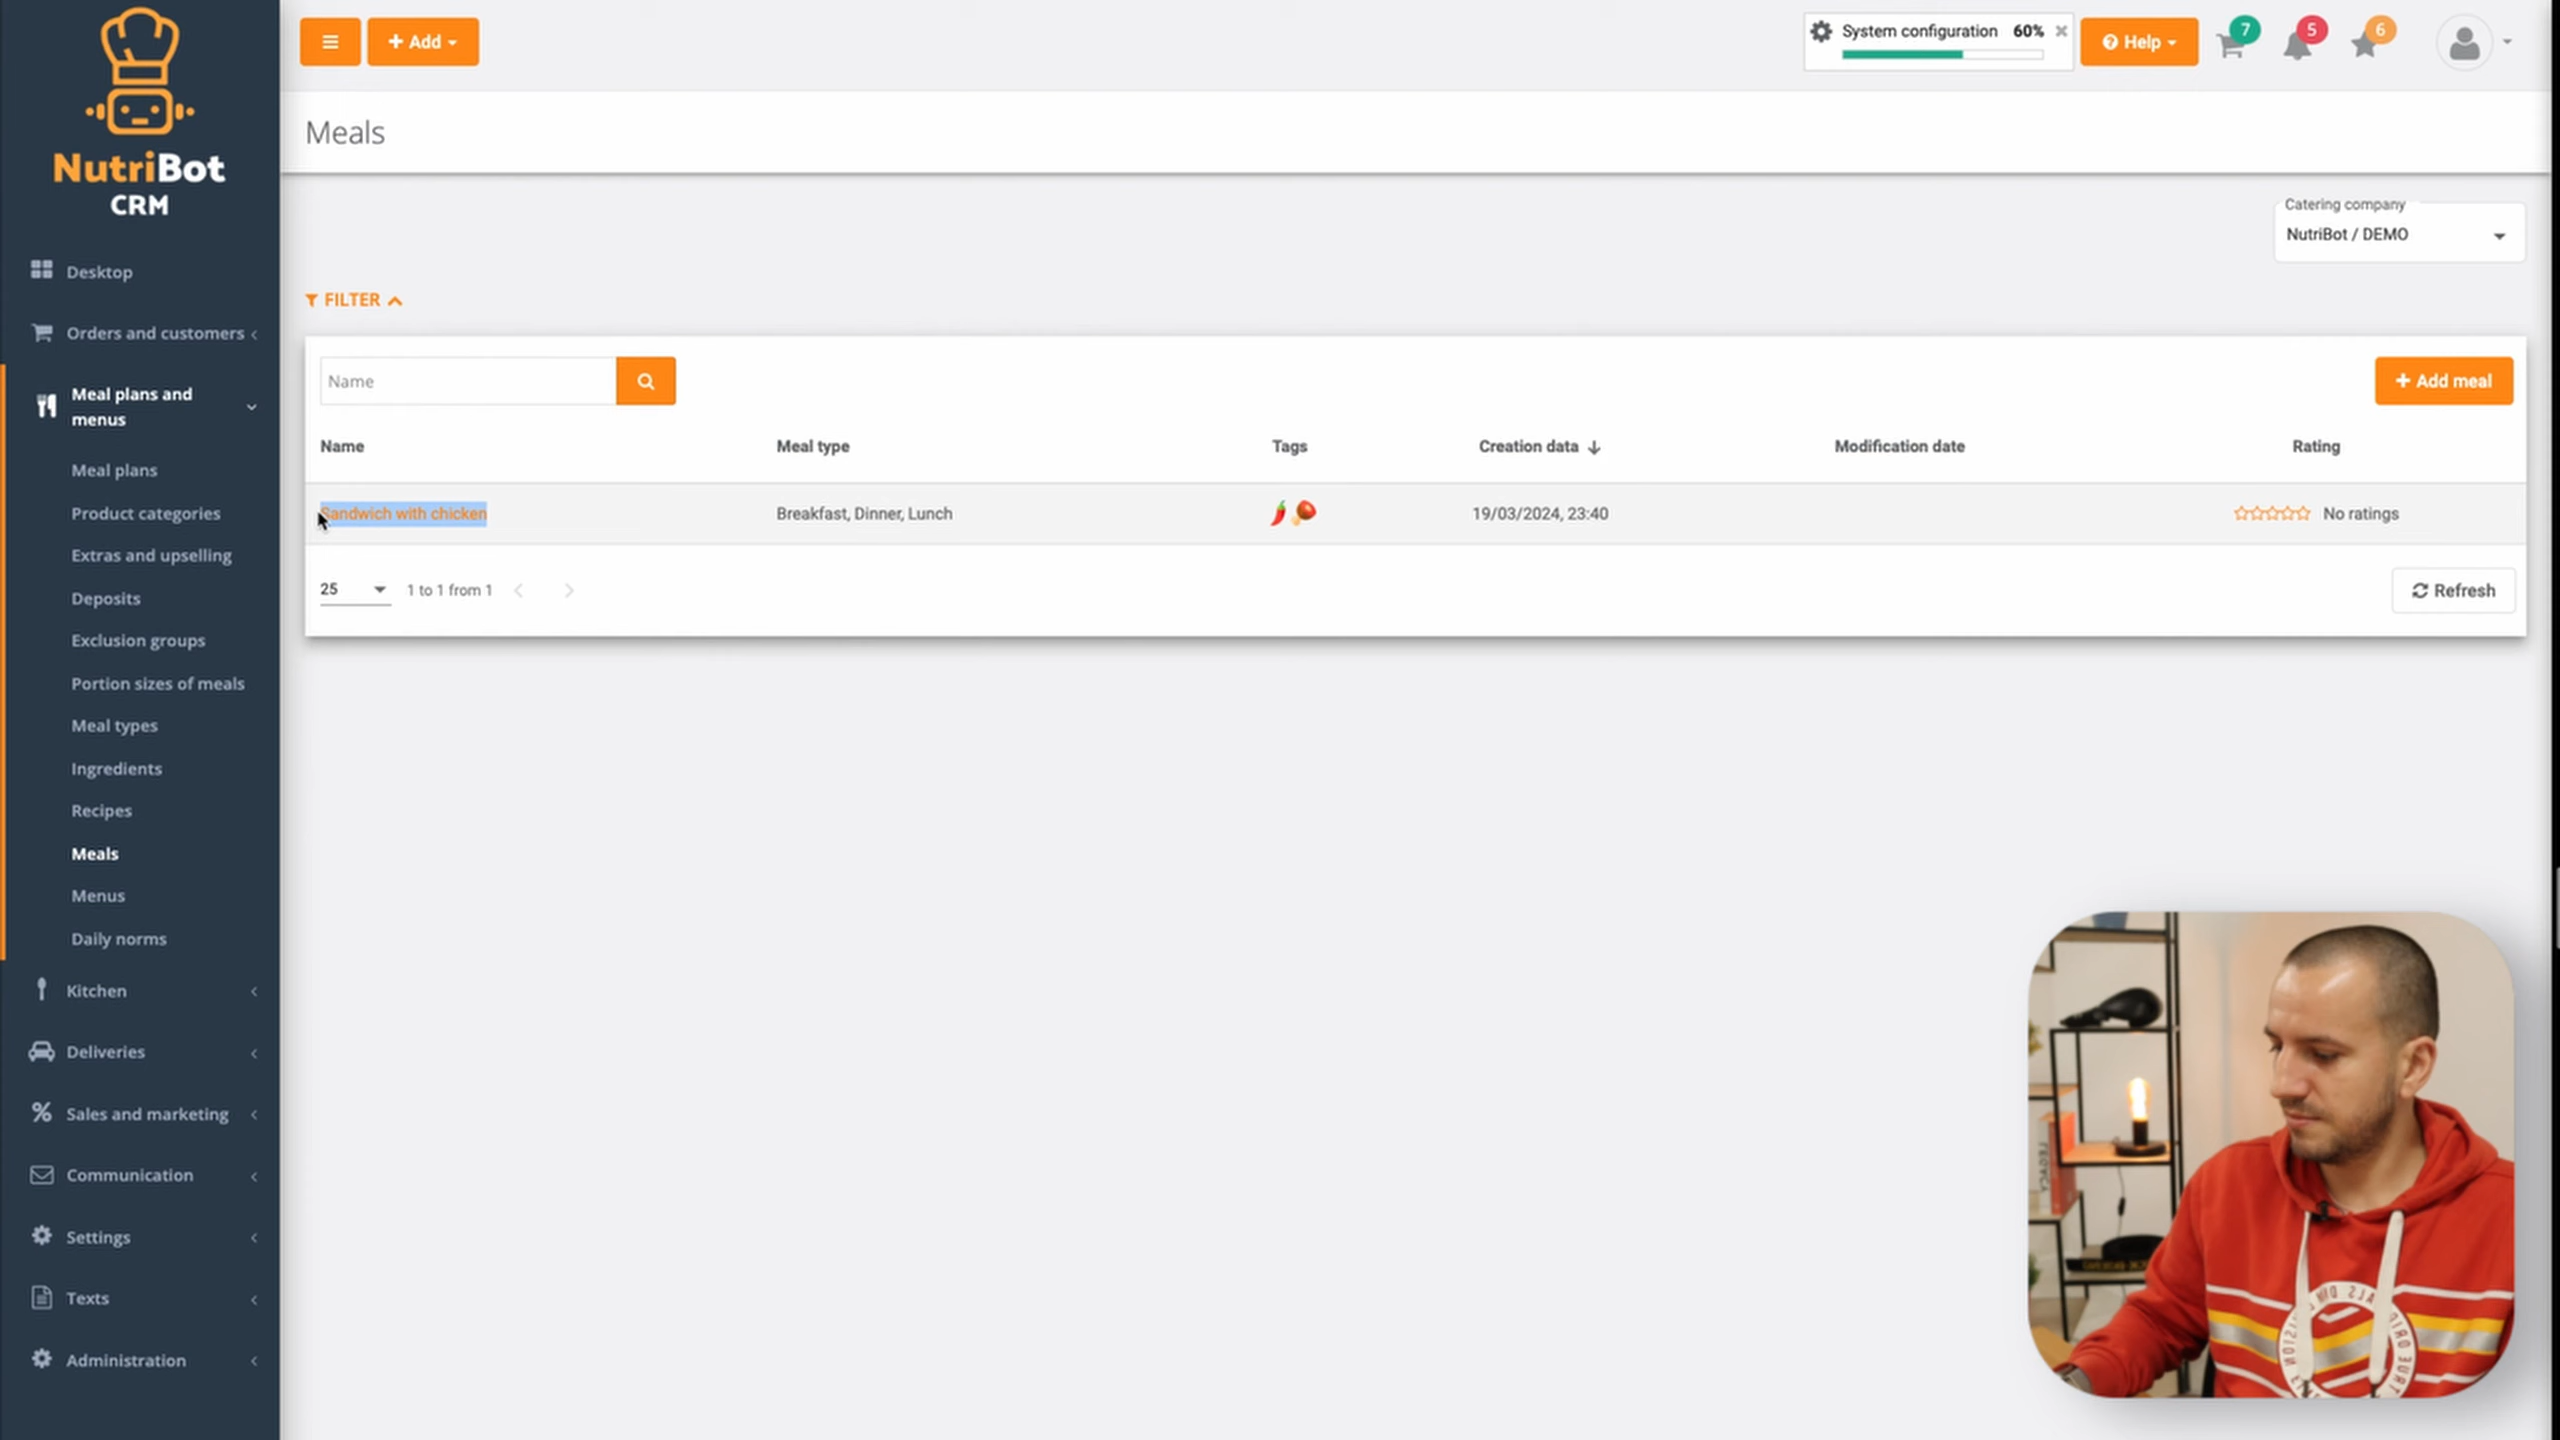 NutriBot
CRM
Desktop
Orders and customers
Meal plans and
menus
Meal plans
Product categories
Extras and upselling
Deposits
Exclusion groups
Portion sizes of meals
Meal types
Ingredients
Recipes
Meals
Menus
Daily norms
Kitchen
Deliveries
Sales and marketing
Communication
Settings
Texts
Administration
+ Add
System configuration 60%
Help
7
5
6
Meals
Catering company
NutriBot / DEMO
FILTER
Name
+ Add meal
Name Meal type Tags Creation data Modification date Rating
Sandwich with chicken Breakfast, Dinner, Lunch 19/03/2024, 23:40 No ratings
25 1 to 1 from 1
Refresh